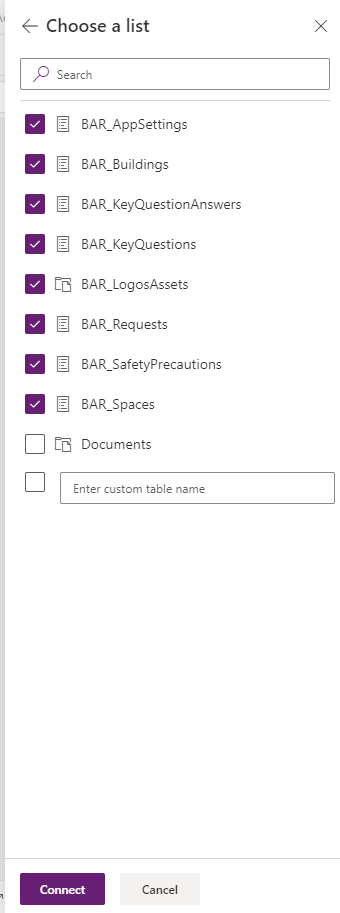 Choose a list
Search
BAR_AppSettings
BAR_Buildings
BAR_KeyQuestionAnswers
BAR_KeyQuestions
BAR_LogosAssets
BAR_Requests
BAR_SafetyPrecautions
BAR_Spaces
Documents
Enter custom table name
Connect Cancel